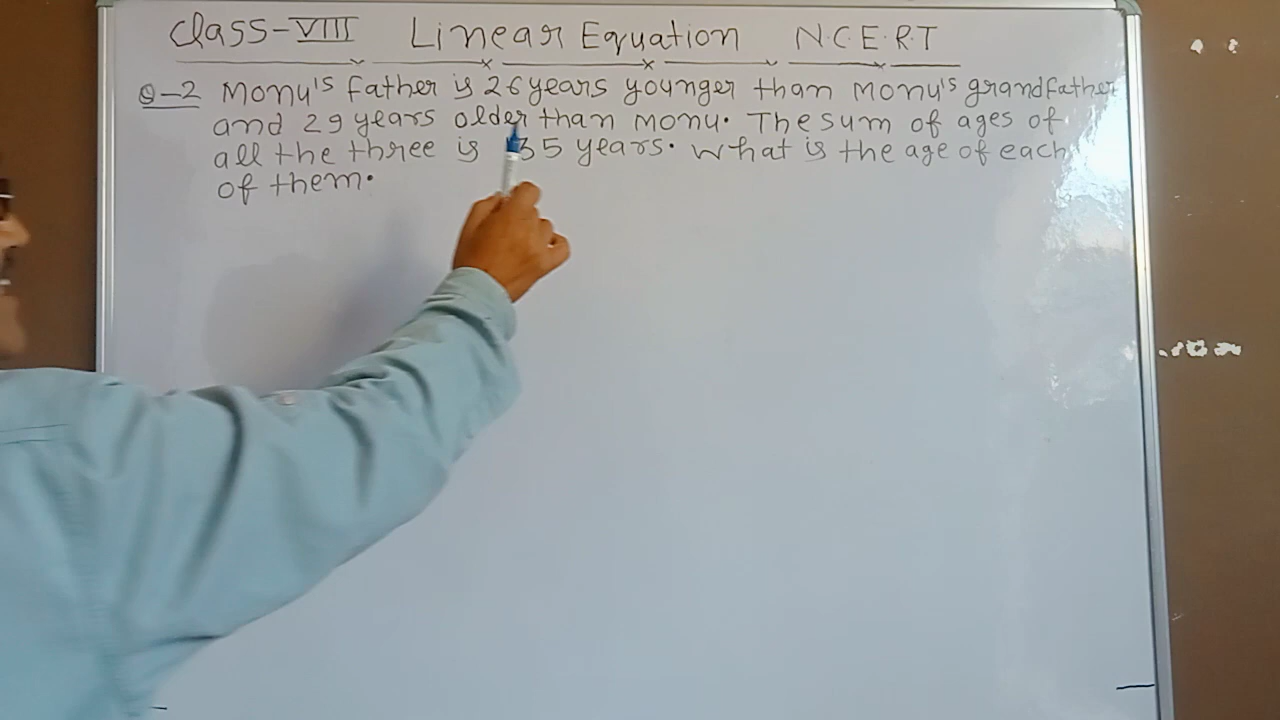 Class-VIII Linear Equation N.C.E.R.T
Q-2 Monu's Father is 26 years younger than Monu's grandfather
and 29 years older than monu. The sum of ages of
all the three is 35 years. What is the age of each
of them.